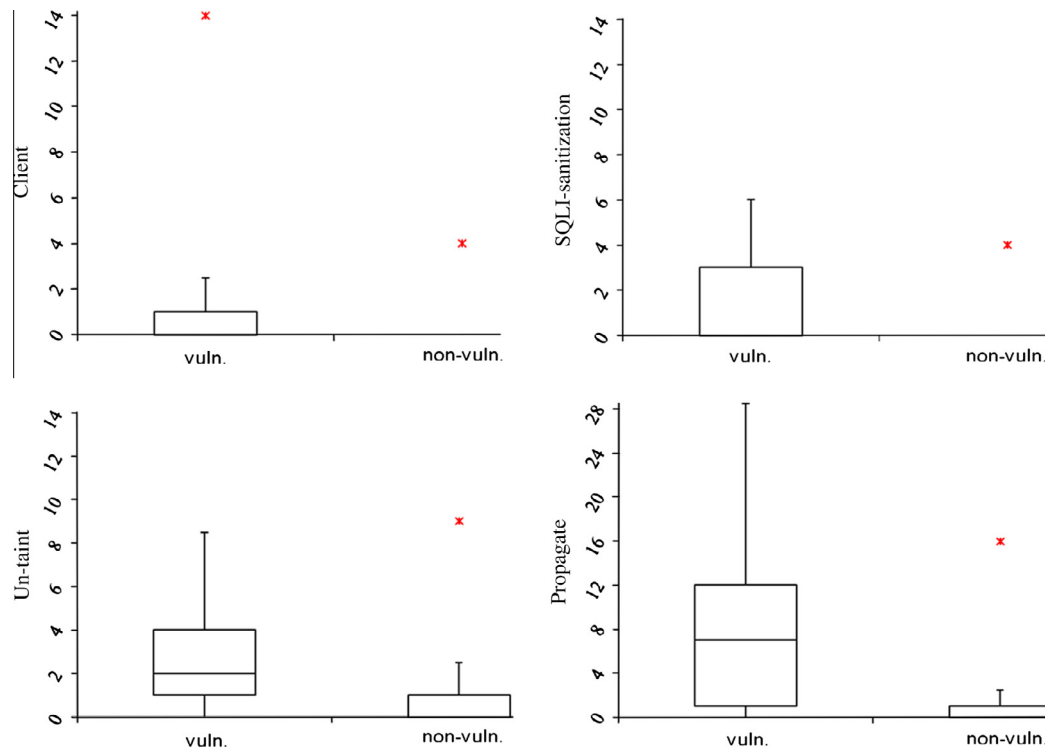 14
12
10
8
6
4
2
0
Client
vuln.
non-vuln.
14
12
10
8
6
4
2
0
SQLI-sanitization
vuln.
non-vuln.
14
12
10
8
6
4
2
0
Un-taint
vuln.
non-vuln.
28
24
20
16
12
8
4
0
Propagate
vuln.
non-vuln.